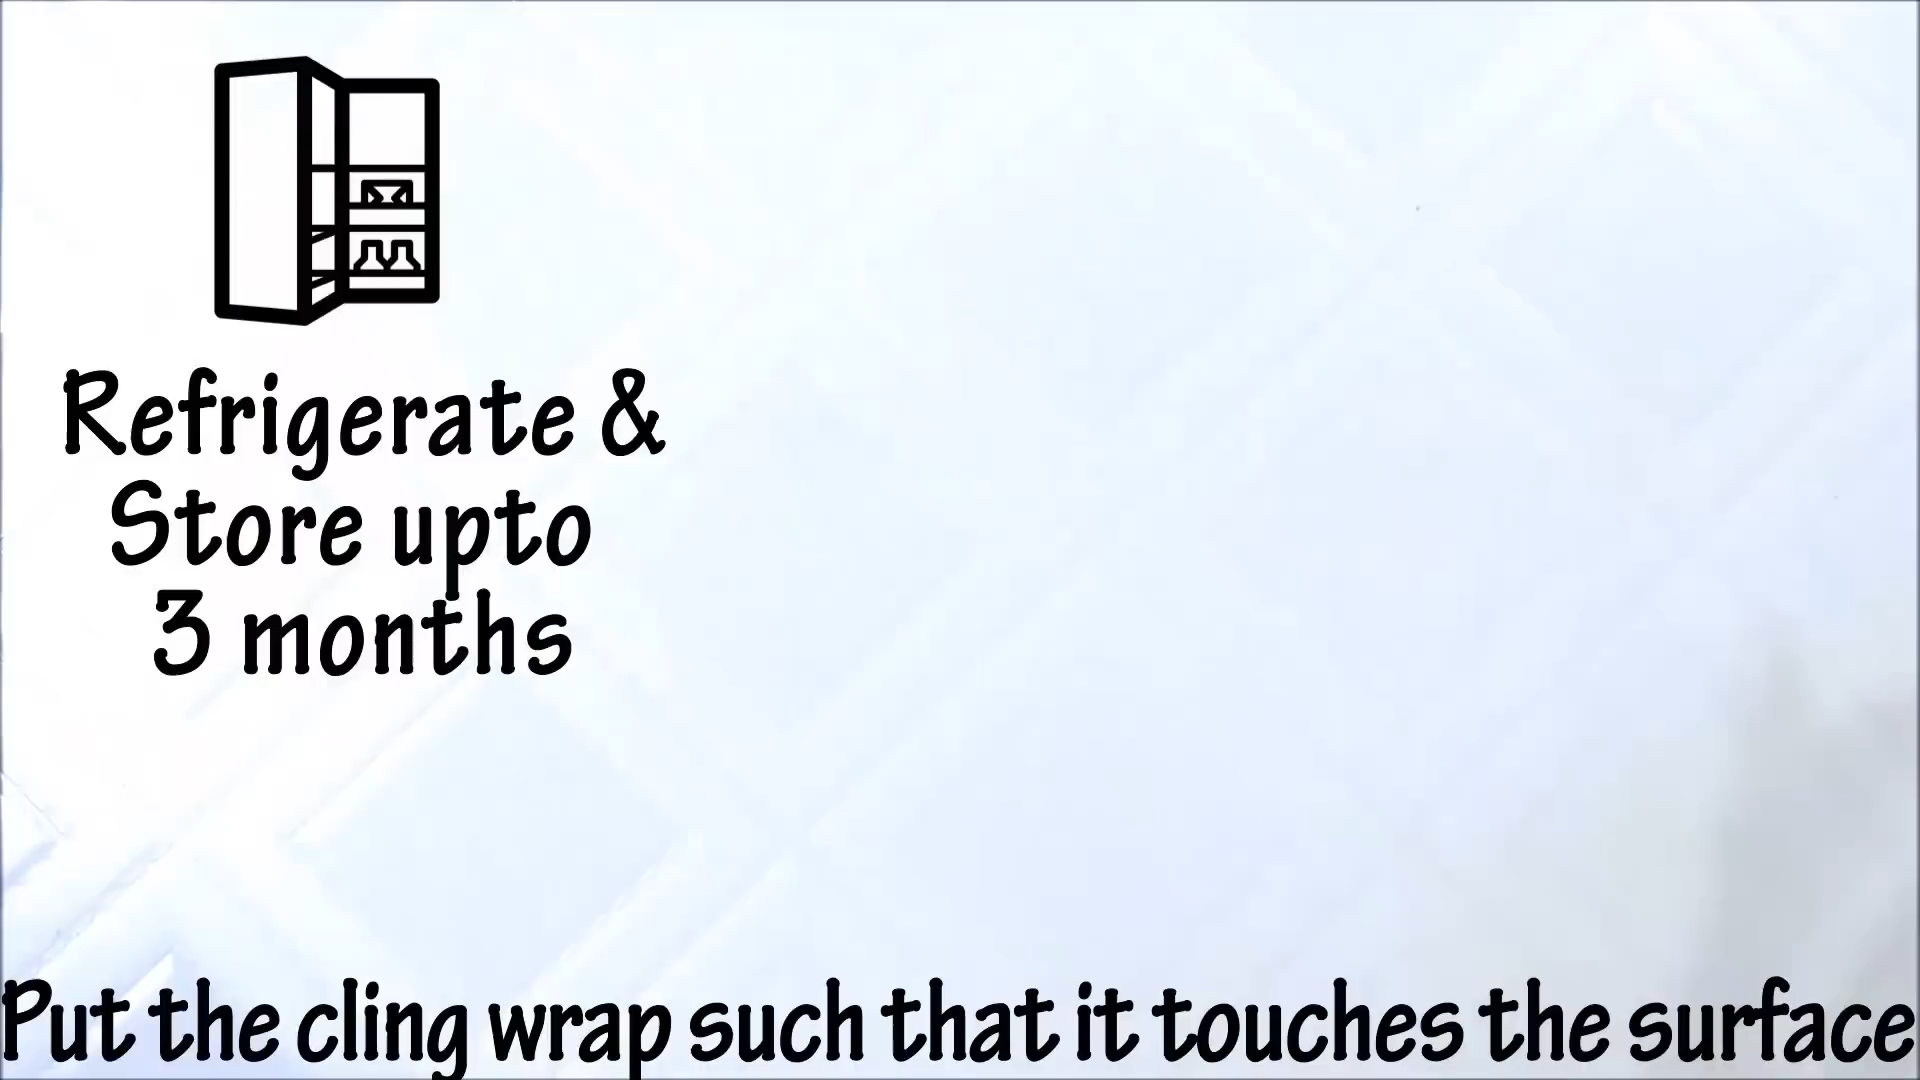 Refrigerate &
Store upto
3 months
Put the cling wrap such that it touches the surface